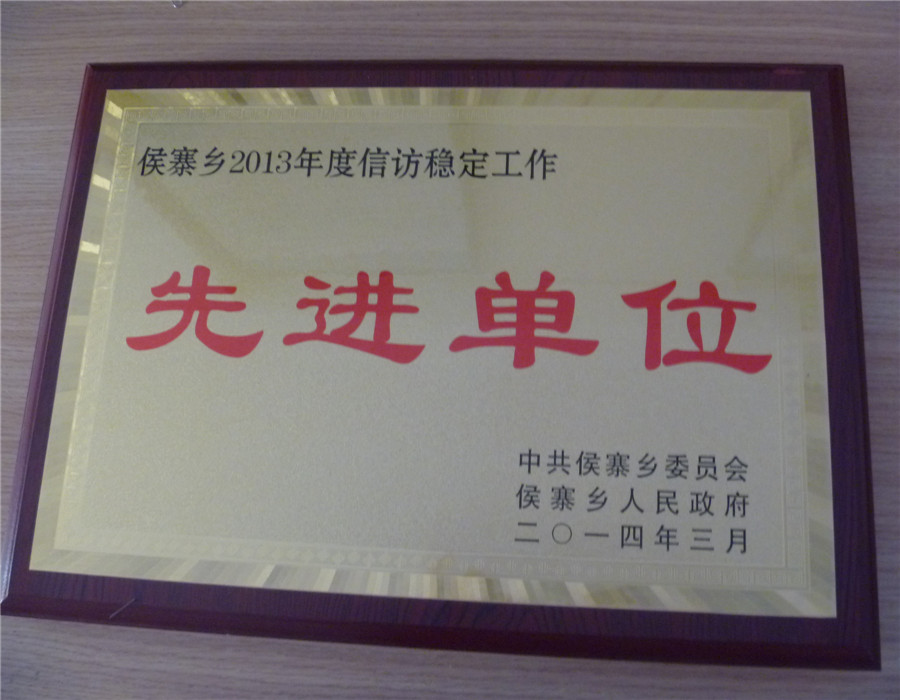 侯寨乡2013年度信访稳定工作
先进单位
中共侯寨乡委员会
侯寨乡人民政府
二〇一四年三月